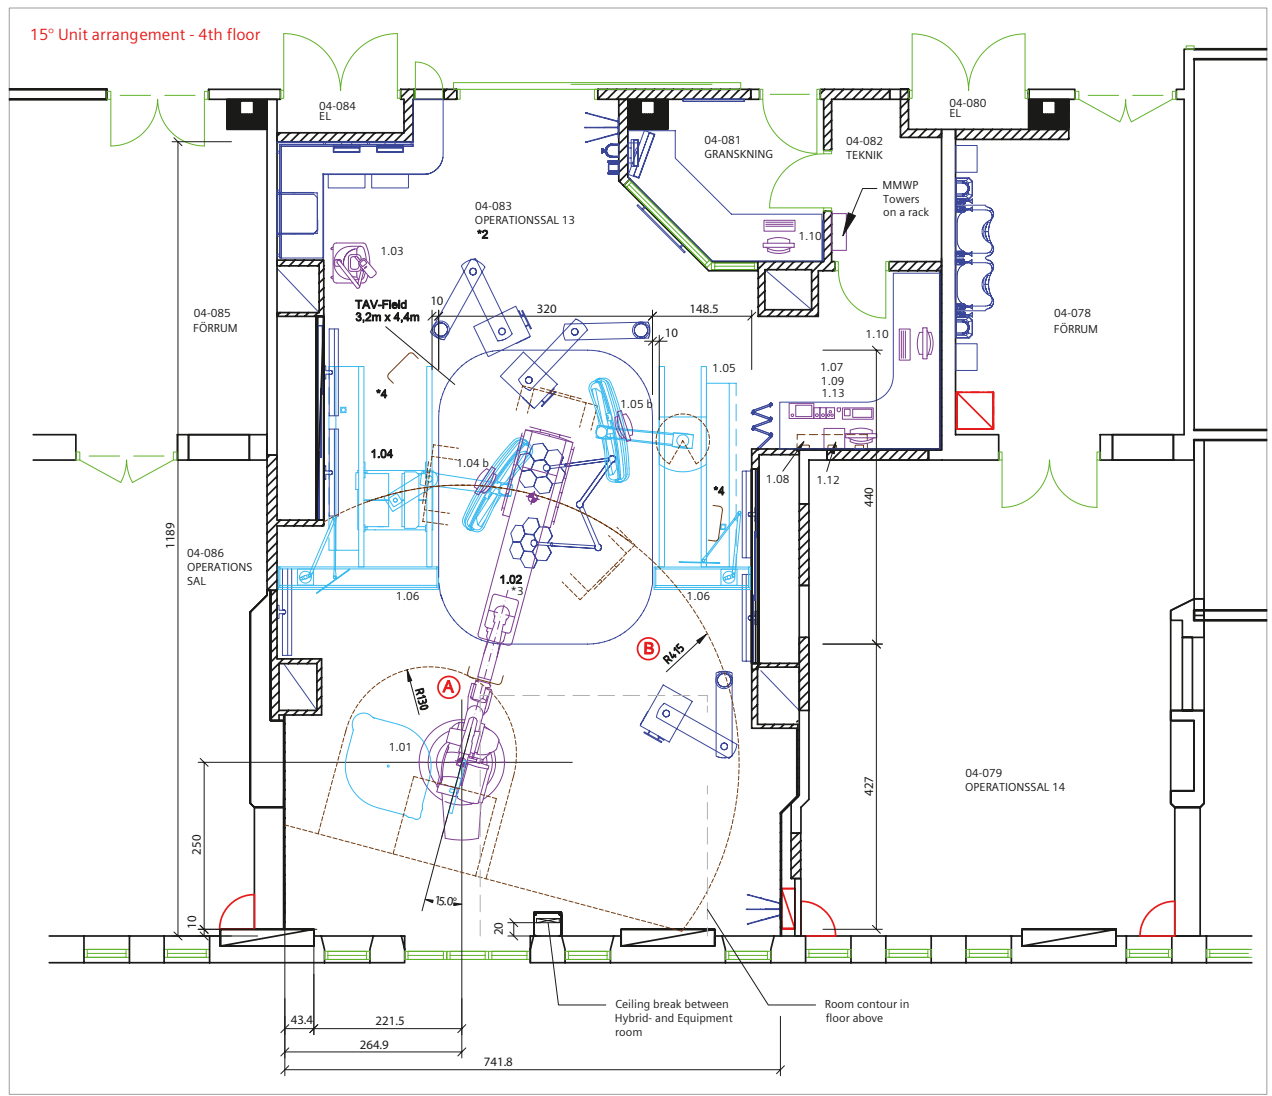 15° Unit arrangement - 4th floor
04-084
EL
04-080
EL
04-081
GRANSKNING
04-082
TEKNIK
MMWP
Towers
on a rack
04-083
OPERATIONSSAL 13
*2
1.10
1.03
TAV-Field
3,2m x 4,4m
10
320
148.5
10
04-085
FÖRRUM
04-078
FÖRRUM
1.10
1.05
1.07
1.09
1.13
*4
1.05 b
1.04
1.04 b
*4
1.08
1.12
440
1189
04-086
OPERATIONS
SAL
1.02
*3
1.06
1.06
B
R415
A
R130
1.01
04-079
OPERATIONSSAL 14
427
250
15.0°
10
20
Ceiling break between
Hybrid- and Equipment
room
Room contour in
floor above
43.4
221.5
264.9
741.8